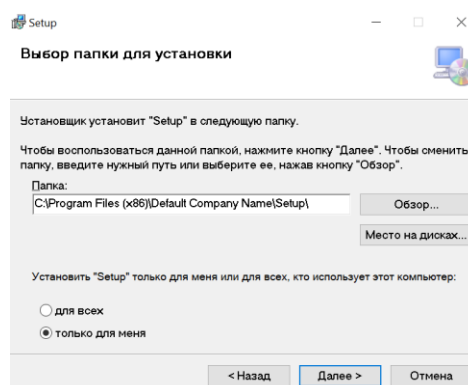 Setup
Выбор папки для установки
Установщик установит "Setup" в следующую папку.
Чтобы воспользоваться данной папкой, нажмите кнопку "Далее". Чтобы сменить
папку, введите нужный путь или выберите ее, нажав кнопку "Обзор".
Папка:
C:\Program Files (x86)\Default Company Name\Setup\
Обзор...
Место на дисках...
Установить "Setup" только для меня или для всех, кто использует этот компьютер:
для всех
только для меня
< Назад Далее > Отмена